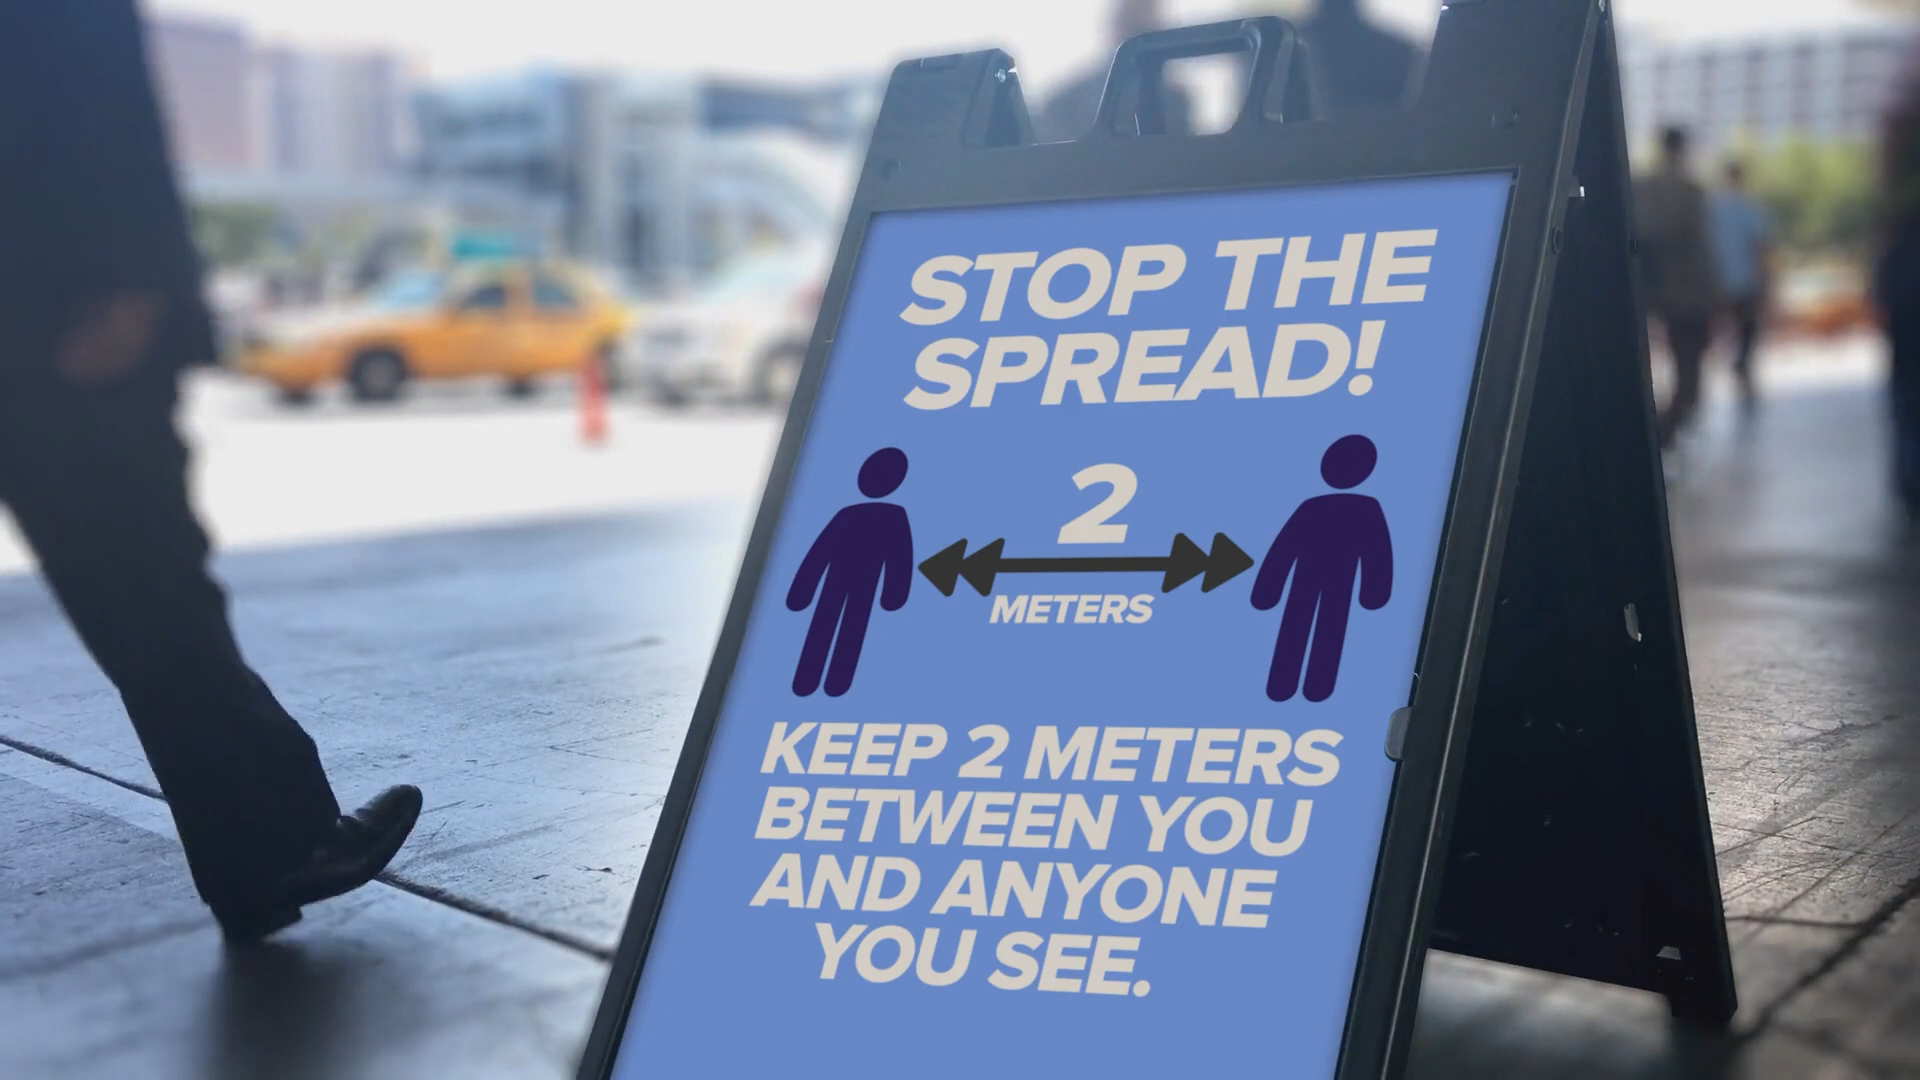 STOP THE
SPREAD!
2
METERS
KEEP 2 METERS
BETWEEN YOU
AND ANYONE
YOU SEE.